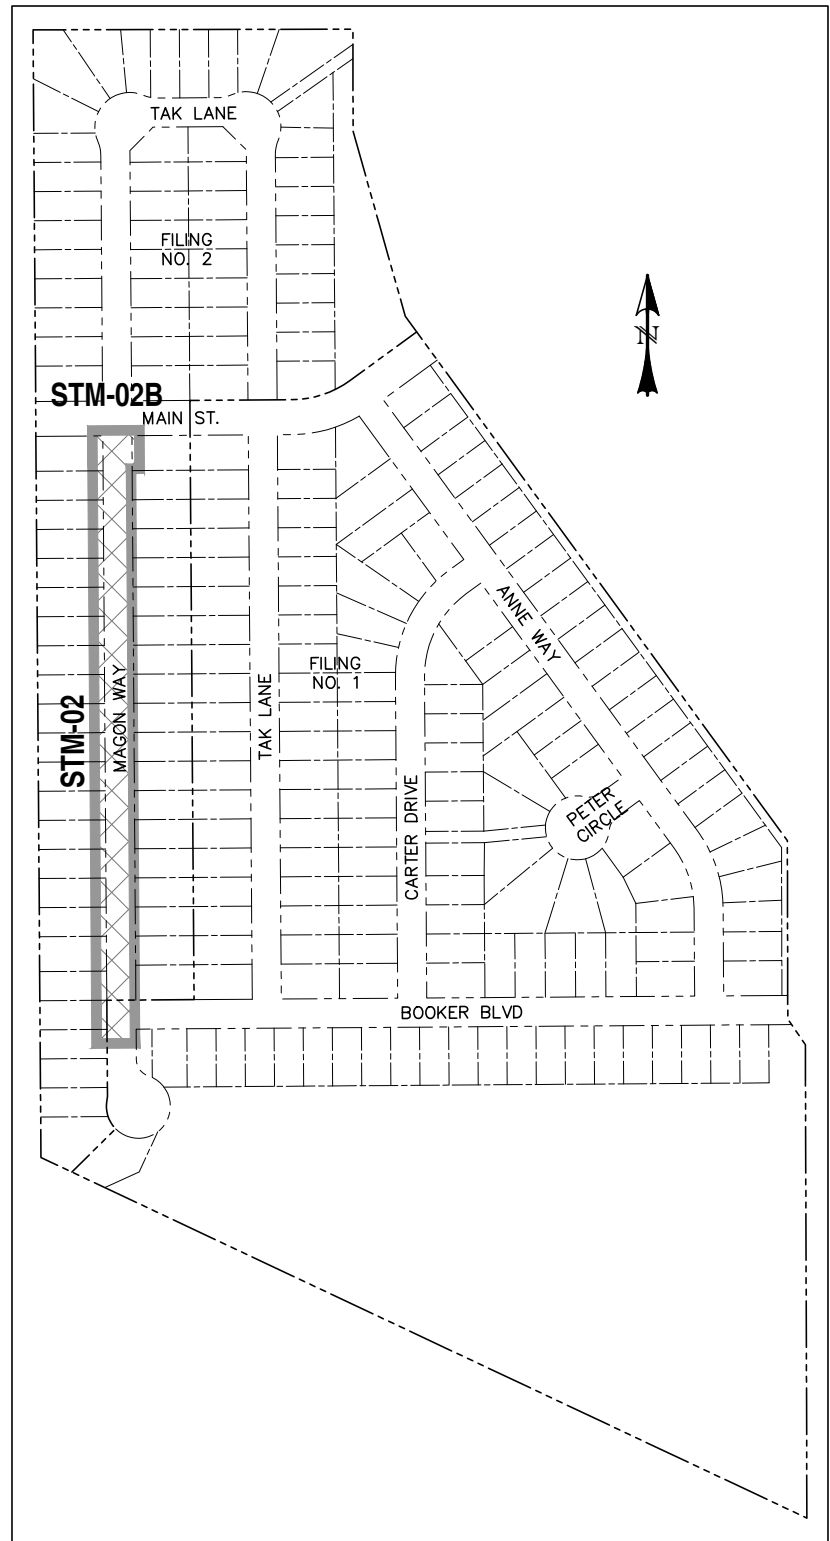 TAK LANE
FILING
NO. 2
N
STM-02B
MAIN ST.
ANNE WAY
FILING
NO. 1
MAGON WAY
STM-02
TAK LANE
CARTER DRIVE
PETER
CIRCLE
BOOKER BLVD